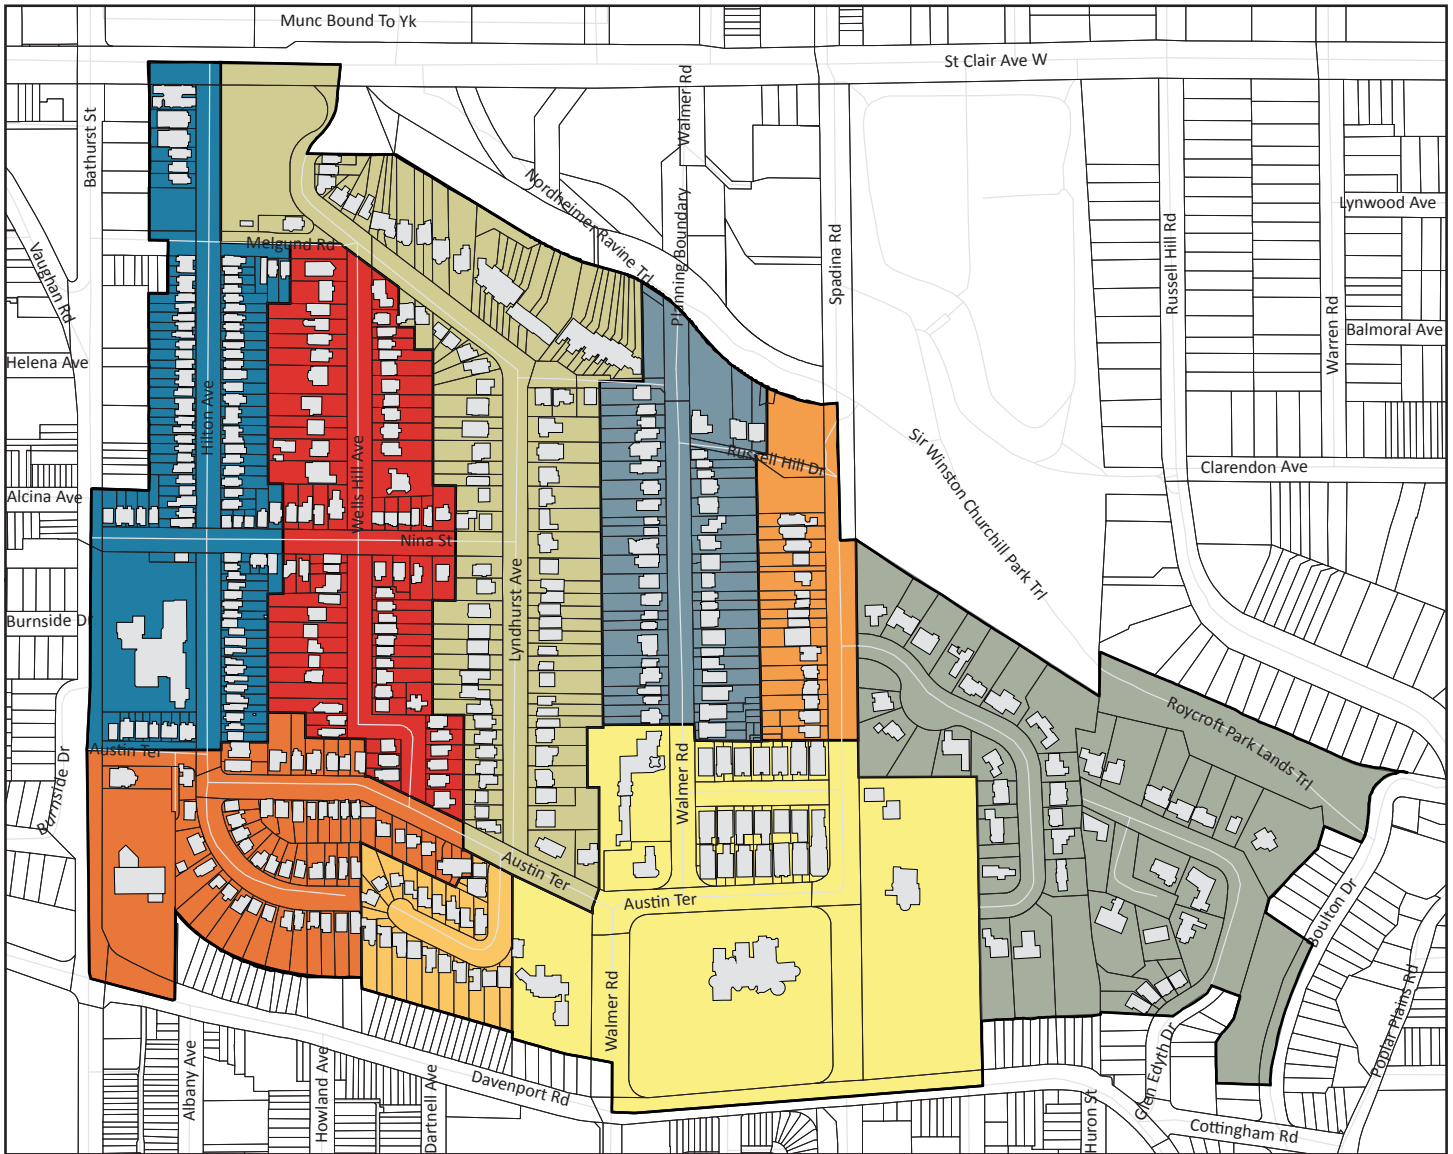 Munc Bound To Yk
St Clair Ave W
Walmer Rd
Bathurst St
Nordheimer Ravine Trl
Planning Boundary
Spadina Rd
Russell Hill Rd
Lynwood Ave
Melgund Rd
Vaughan Rd
Warren Rd
Balmoral Ave
Helena Ave
Hilton Ave
Wells Hill Ave
Russell Hill Dr
Sir Winston Churchill Park Trl
Clarendon Ave
Alcina Ave
Nina St
Lyndhurst Ave
Burnside Dr
Roycroft Park Lands Trl
Austin Ter
Burnside Dr
Walmer Rd
Austin Ter
Austin Ter
Boulton Dr
Walmer Rd
Poplar Plains Rd
Albany Ave
Howland Ave
Dartnell Ave
Davenport Rd
Huron St
Glen Edyth Dr
Cottingham Rd